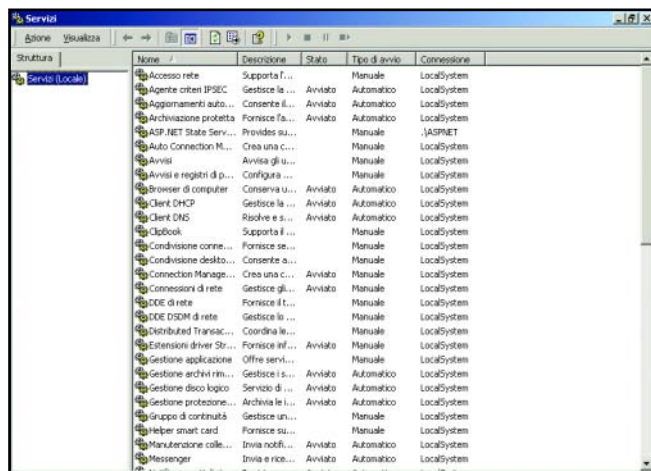 Servizi
Azione Visualizza
Struttura
Nome Descrizione Stato Tipo di avvio Connessione
Servizi (Locale)
Accesso rete Supporta l'... Manuale LocalSystem
Agente criteri IPSEC Gestisce la ... Avviato Automatico LocalSystem
Aggiornamenti auto... Consente il... Avviato Automatico LocalSystem
Archiviazione protetta Fornisce l'a... Avviato Automatico LocalSystem
ASP.NET State Serv... Provides su... Manuale .\ASPNET
Auto Connection M... Crea una c... Manuale LocalSystem
Avvisi Avvisa gli u... Manuale LocalSystem
Avvisi e registri di p... Configura ... Manuale LocalSystem
Browser di computer Conserva u... Avviato Automatico LocalSystem
Client DHCP Gestisce la ... Avviato Automatico LocalSystem
Client DNS Risolve e s... Avviato Automatico LocalSystem
ClipBook Supporta il ... Manuale LocalSystem
Condivisione conne... Fornisce se... Manuale LocalSystem
Condivisione deskto... Consente a... Manuale LocalSystem
Connection Manage... Crea una c... Avviato Manuale LocalSystem
Connessioni di rete Gestisce gli... Avviato Manuale LocalSystem
DDE di rete Fornisce il t... Manuale LocalSystem
DDE DSDM di rete Gestisce lo ... Manuale LocalSystem
Distributed Transac... Coordina le... Manuale LocalSystem
Estensioni driver Str... Fornisce inf... Avviato Manuale LocalSystem
Gestione applicazione Offre servi... Manuale LocalSystem
Gestione archivi rim... Gestisce i s... Avviato Automatico LocalSystem
Gestione disco logico Servizio di ... Avviato Automatico LocalSystem
Gestione protezione... Archivia le i... Avviato Automatico LocalSystem
Gruppo di continuità Gestisce un... Manuale LocalSystem
Helper smart card Fornisce su... Manuale LocalSystem
Manutenzione colle... Invia notifi... Avviato Automatico LocalSystem
Messenger Invia e rice... Avviato Automatico LocalSystem